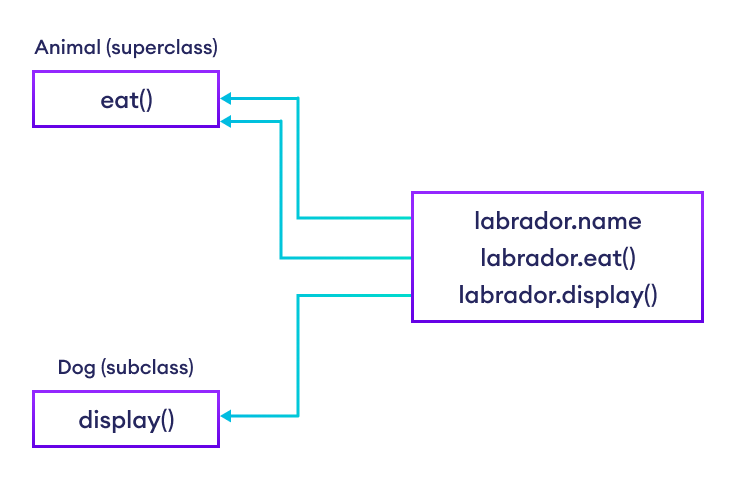 Animal (superclass)
eat()
labrador.name
labrador.eat()
labrador.display()
Dog (subclass)
display()